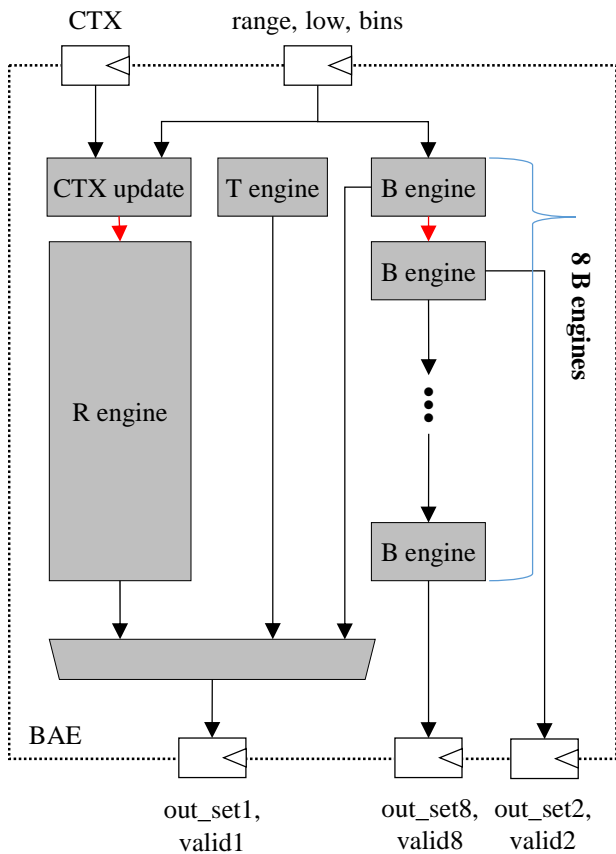 CTX
range, low, bins
CTX update
T engine
B engine
B engine
8 B engines
R engine
B engine
BAE
out_set1,
valid1
out_set8,
valid8
out_set2,
valid2